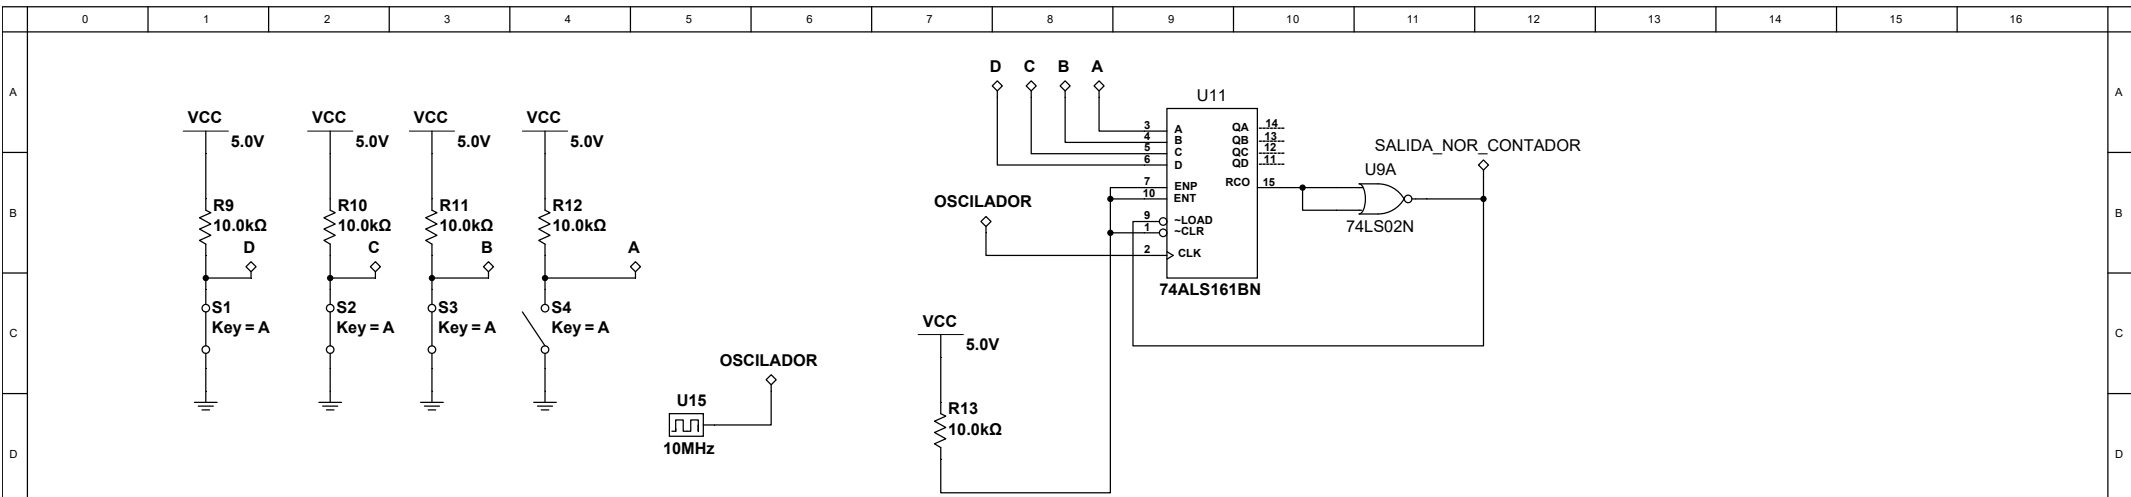 0 1 2 3 4 5 6 7 8 9 10 11 12 13 14 15 16
D C B A
A A
U11
VCC VCC VCC VCC
5.0V 5.0V 5.0V 5.0V
3 A QA 14
4 B QB 13
5 C QC 12
6 D QD 11
SALIDA_NOR_CONTADOR
U9A
7 ENP RCO 15
10 ENT
OSCILADOR
R9 R10 R11 R12
10.0kΩ 10.0kΩ 10.0kΩ 10.0kΩ
B B
9 ~LOAD
1 ~CLR
74LS02N
D C B A
2 CLK
74ALS161BN
S1 S2 S3 S4
Key = A Key = A Key = A Key = A
VCC
5.0V
C C
OSCILADOR
U15
10MHz
R13
10.0kΩ
D D